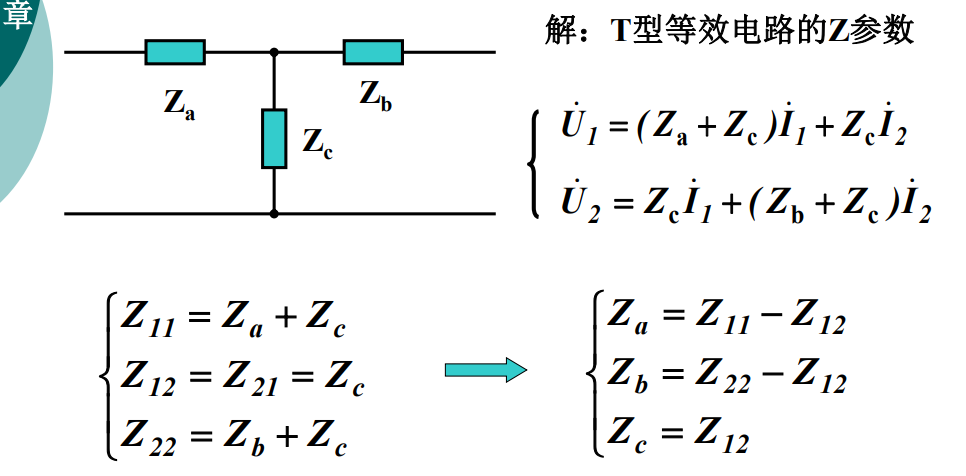 章
解：T型等效电路的Z参数
Za
Zb
Zc
U̇1 = (Za + Zc)İ1 + Zcİ2
U̇2 = Zcİ1 + (Zb + Zc)İ2
Z11 = Za + Zc
Z12 = Z21 = Zc
Z22 = Zb + Zc
Za = Z11 − Z12
Zb = Z22 − Z12
Zc = Z12